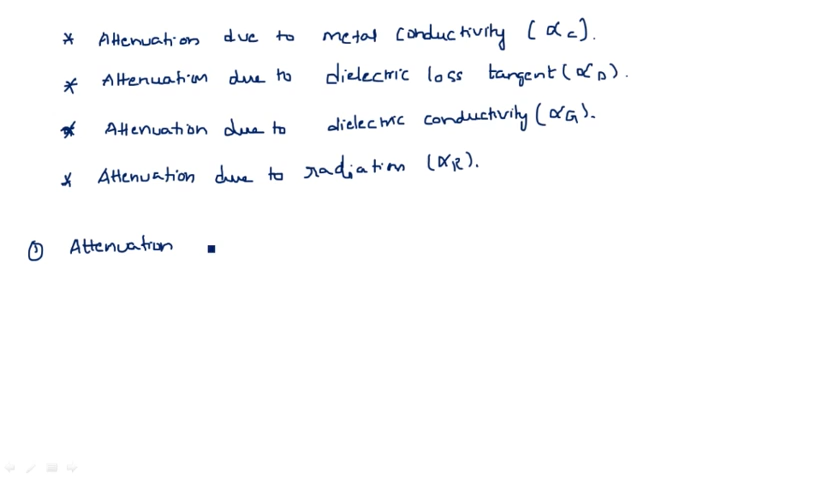 * Attenuation due to metal conductivity (αc).
* Attenuation due to dielectric loss tangent (αD).
* Attenuation due to dielectric conductivity (αG).
* Attenuation due to radiation (αR).
① Attenuation